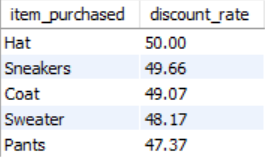 item_purchased discount_rate
Hat 50.00
Sneakers 49.66
Coat 49.07
Sweater 48.17
Pants 47.37